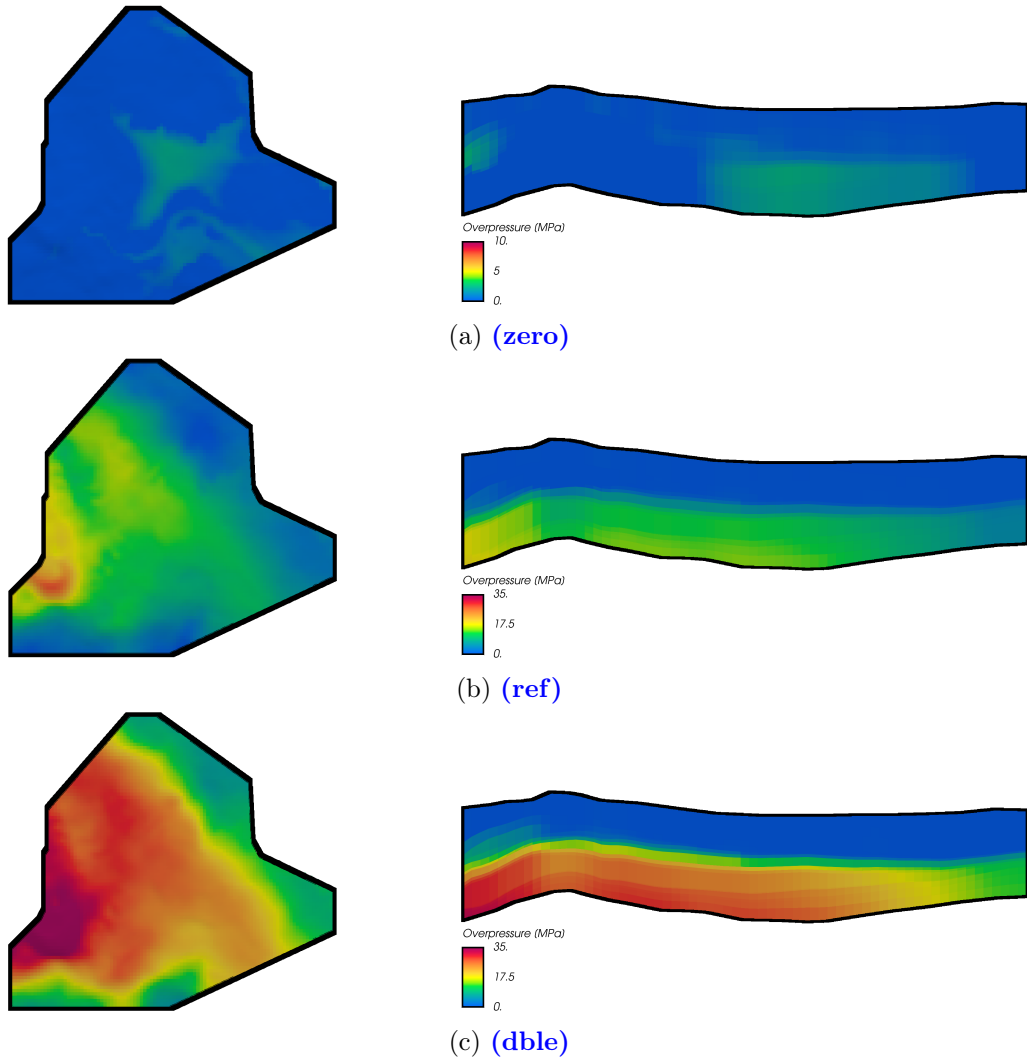 Overpressure (MPa)
10.
5
0.
(a) (zero)
Overpressure (MPa)
35.
17.5
0.
(b) (ref)
Overpressure (MPa)
35.
17.5
0.
(c) (dble)